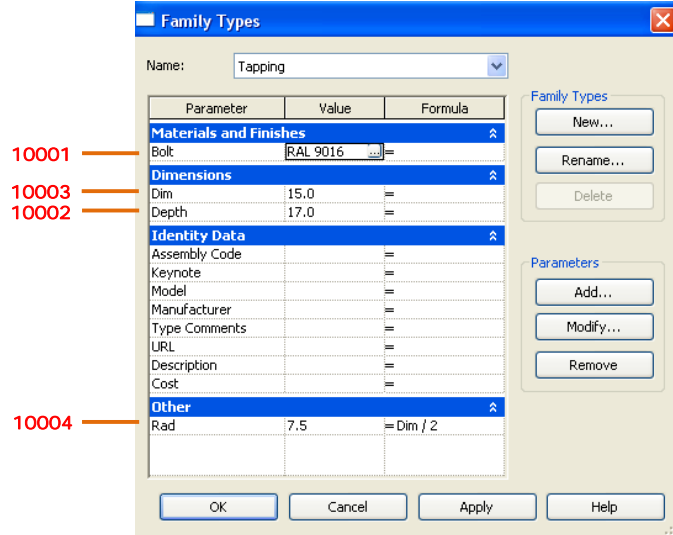 Family Types
Name: Tapping
Parameter Value Formula
Materials and Finishes
10001 Bolt RAL 9016 ... =
Dimensions
10003 Dim 15.0 =
10002 Depth 17.0 =
Identity Data
Assembly Code =
Keynote =
Model =
Manufacturer =
Type Comments =
URL =
Description =
Cost =
Other
10004 Rad 7.5 = Dim / 2
Family Types
New...
Rename...
Delete
Parameters
Add...
Modify...
Remove
OK Cancel Apply Help